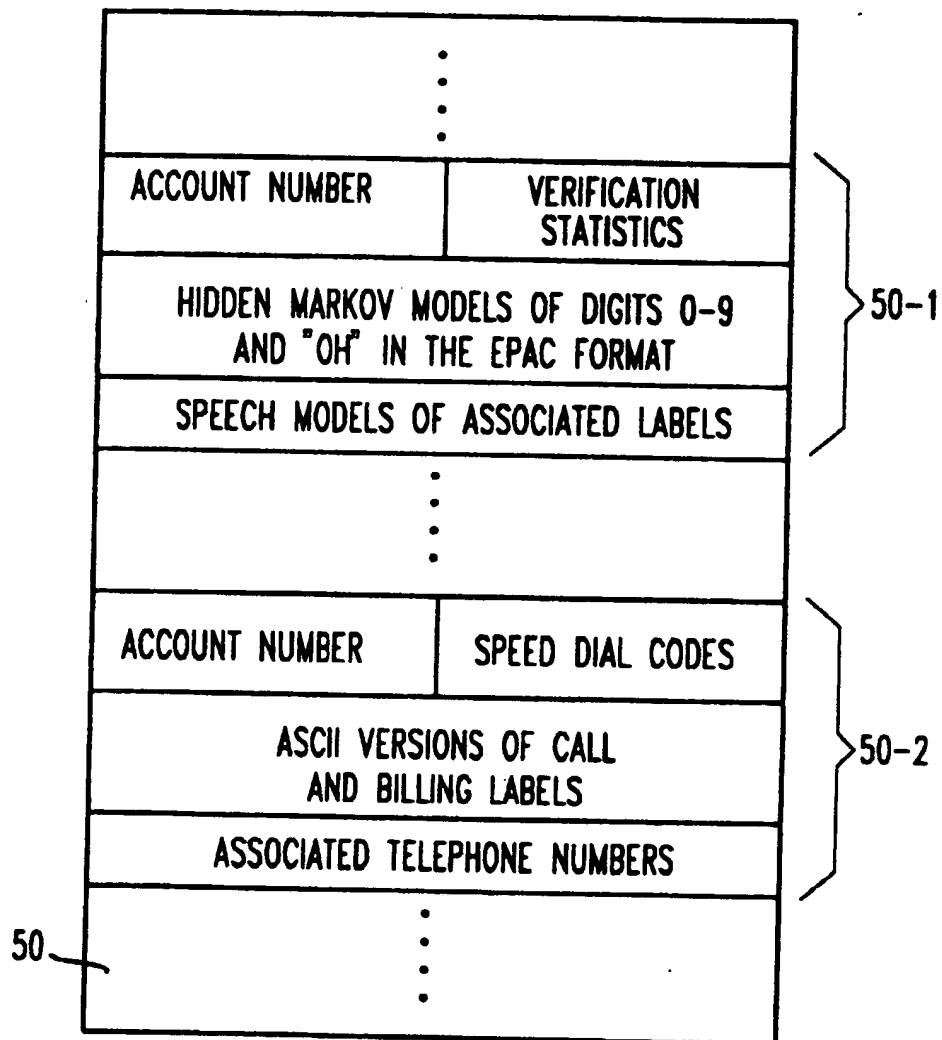 ACCOUNT NUMBER
VERIFICATION
STATISTICS
HIDDEN MARKOV MODELS OF DIGITS 0-9
AND "OH" IN THE EPAC FORMAT
SPEECH MODELS OF ASSOCIATED LABELS
50-1
ACCOUNT NUMBER
SPEED DIAL CODES
ASCII VERSIONS OF CALL
AND BILLING LABELS
ASSOCIATED TELEPHONE NUMBERS
50-2
50